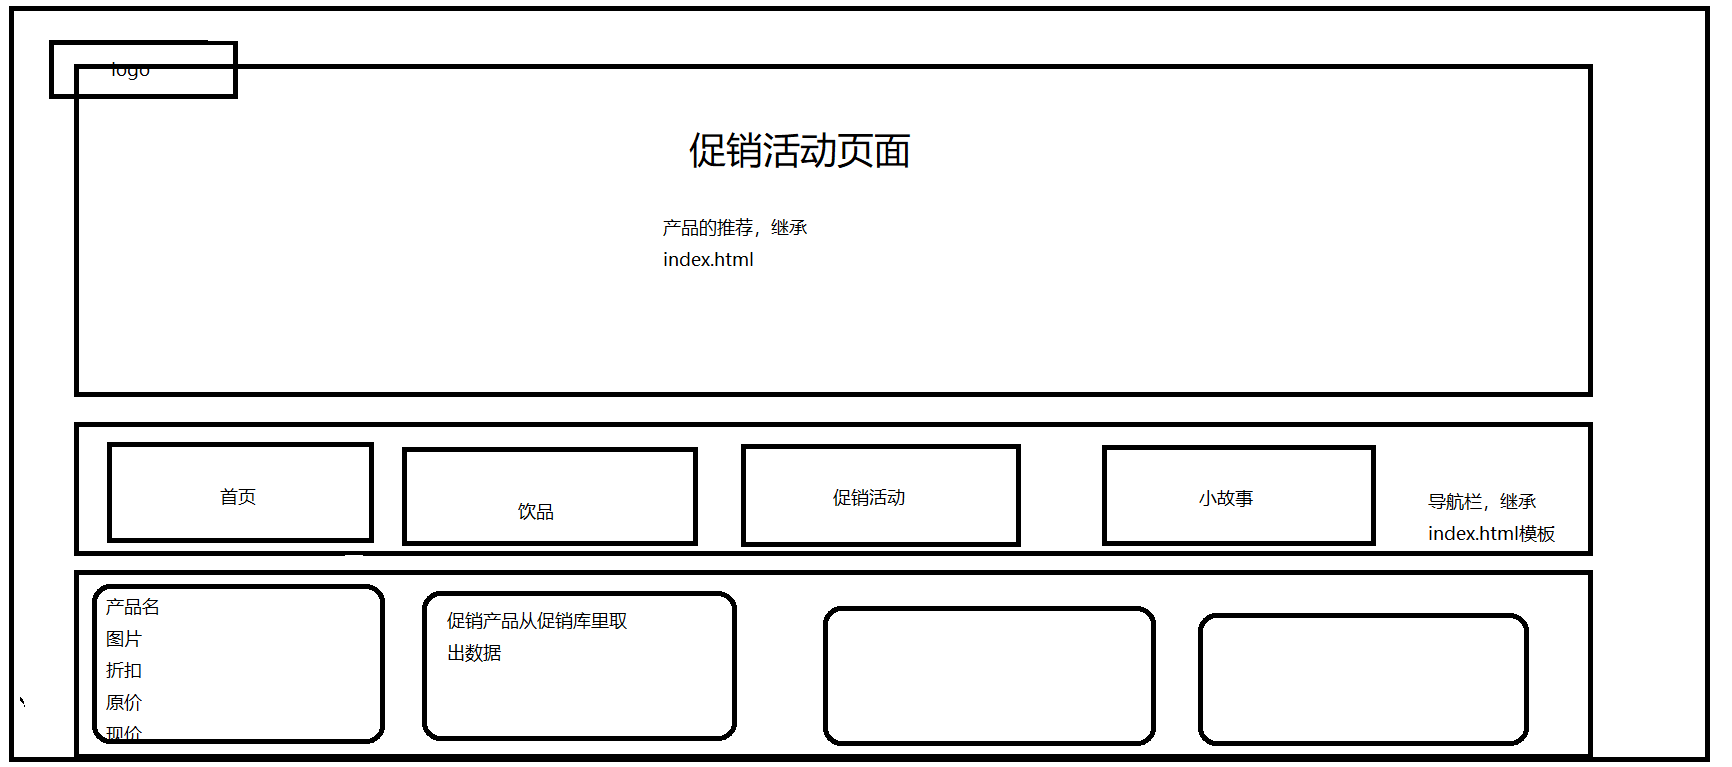 logo
促销活动页面
产品的推荐，继承
index.html
首页
饮品
促销活动
小故事
导航栏，继承
index.html模板
产品名
图片
折扣
原价
现价
促销产品从促销库里取
出数据